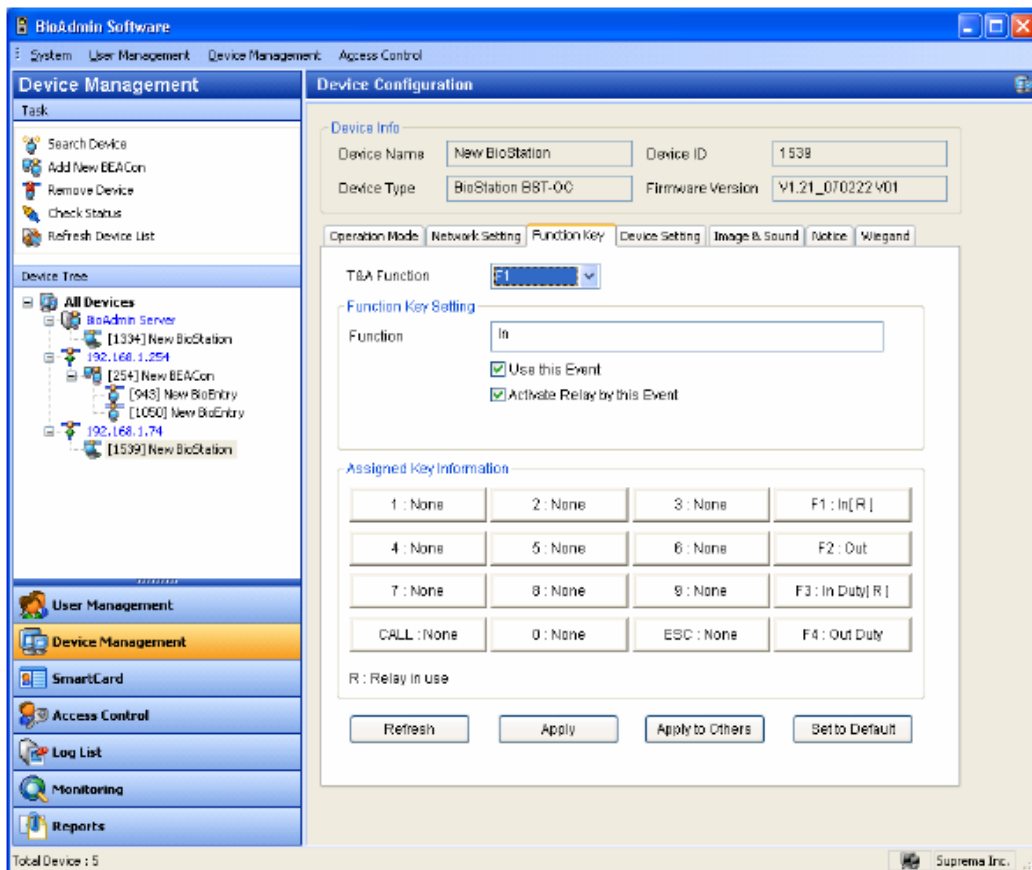 BioAdmin Software
System User Management Device Management Access Control
Device Management
Task
Search Device
Add New BEACon
Remove Device
Check Status
Refresh Device List
Device Tree
All Devices
BioAdmin Server
[1334] New BioStation
192.168.1.254
[254] New BEACon
[943] New BioEntry
[1050] New BioEntry
192.168.1.74
[1539] New BioStation
User Management
Device Management
SmartCard
Access Control
Log List
Monitoring
Reports
Device Configuration
Device Info
Device Name New BioStation Device ID 1539
Device Type BioStation BST-OC Firmware Version V1.21_070222 V01
Operation Mode Network Setting Function Key Device Setting Image & Sound Notice Wiegand
T&A Function F1
Function Key Setting
Function In
Use this Event
Activate Relay by this Event
Assigned Key Information
1 : None 2 : None 3 : None F1 : In[ R ]
4 : None 5 : None 6 : None F2 : Out
7 : None 8 : None 9 : None F3 : In Duty[ R ]
CALL : None 0 : None ESC : None F4 : Out Duty
R : Relay in use
Refresh Apply Apply to Others Set to Default
Total Device : 5 Suprema Inc.